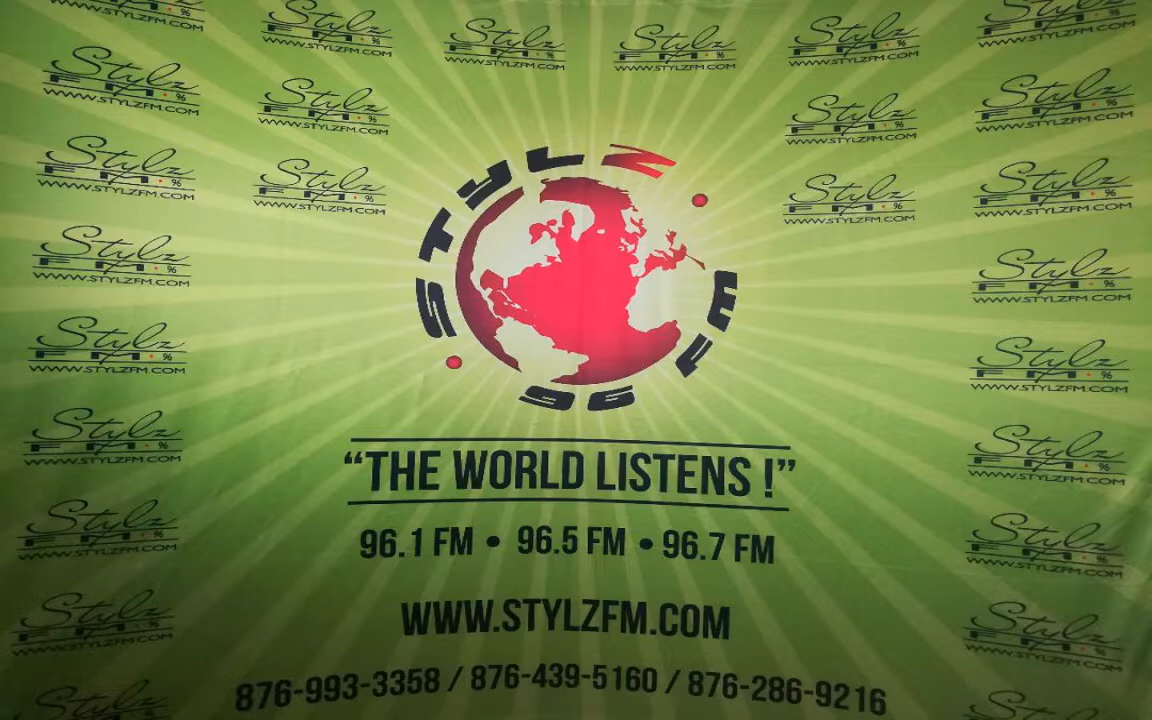 Stylz
FM 96
WWW.STYLZFM.COM
STYLZ
96 FM
“THE WORLD LISTENS !”
96.1 FM • 96.5 FM • 96.7 FM
WWW.STYLZFM.COM
876-993-3358 / 876-439-5160 / 876-286-9216